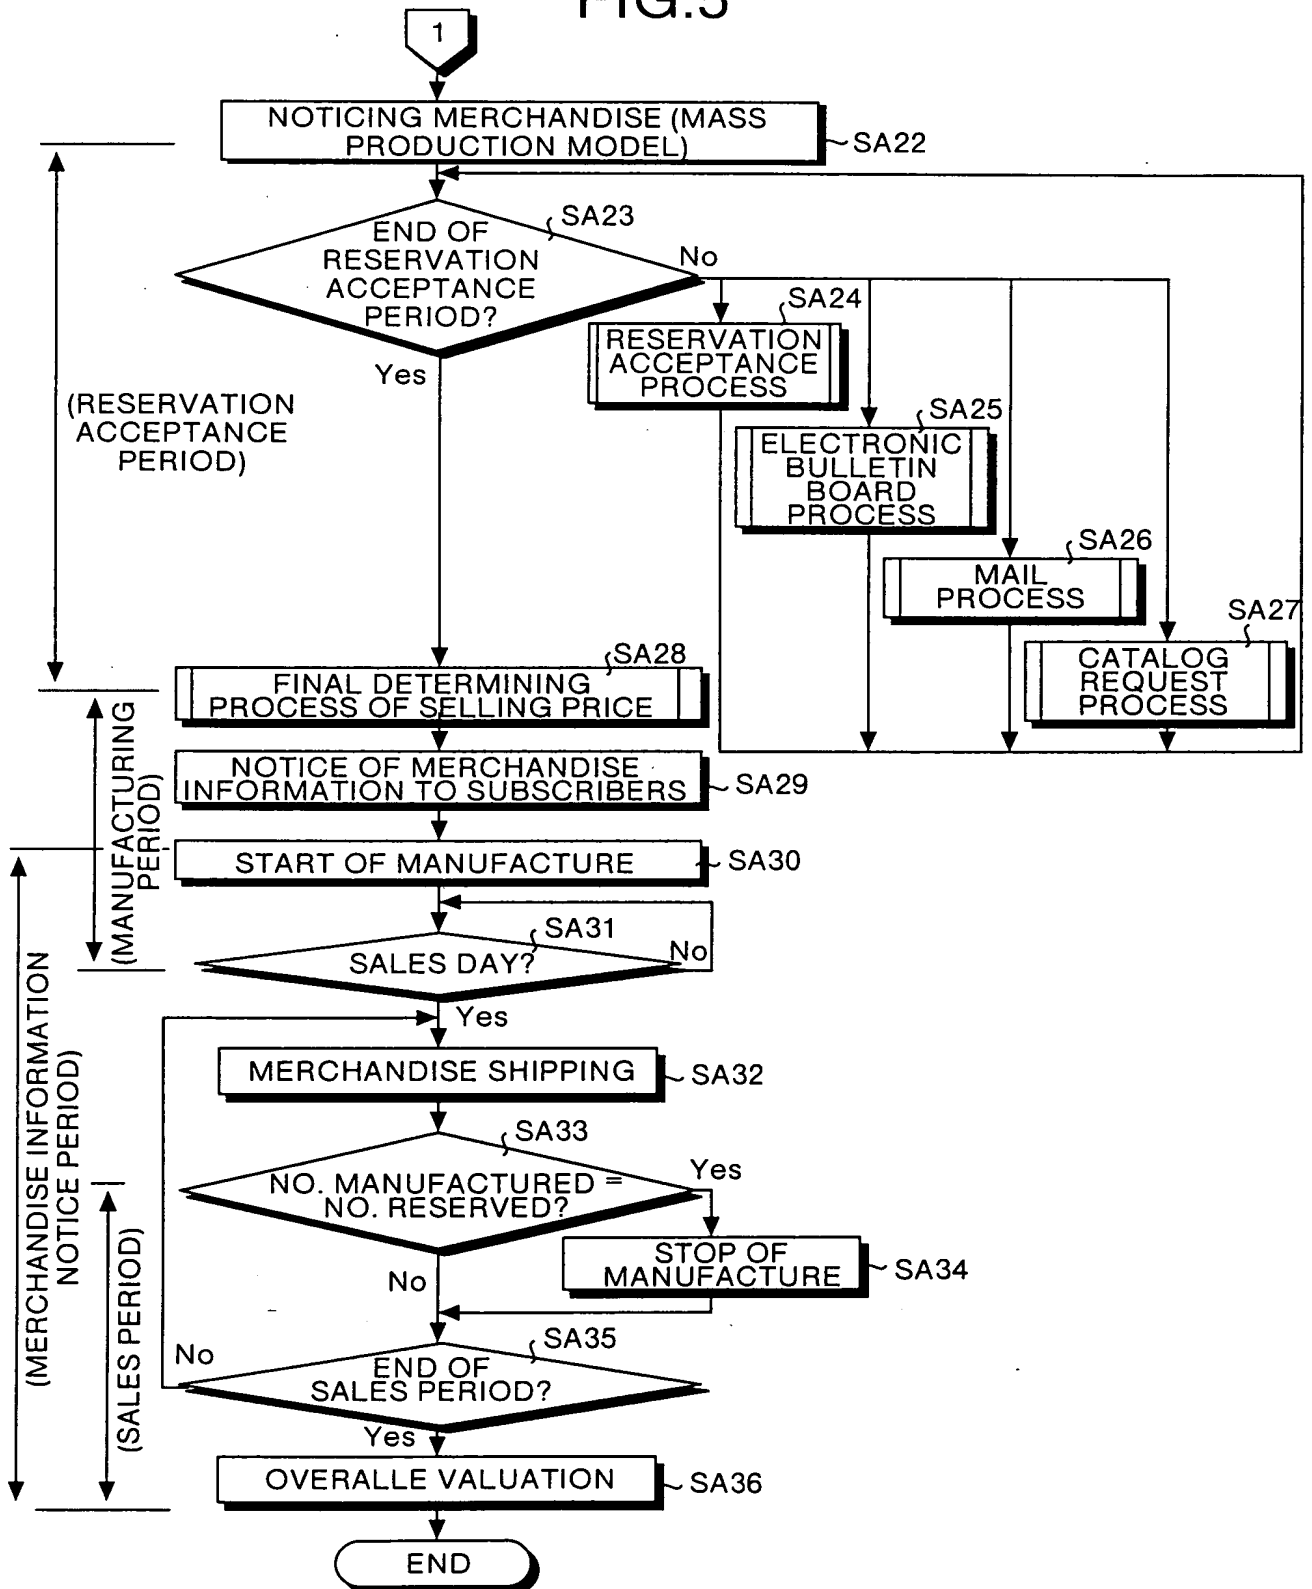 FIG.5
1
NOTICING MERCHANDISE (MASS
PRODUCTION MODEL)
SA22
SA23
END OF
RESERVATION
ACCEPTANCE
PERIOD?
No
Yes
SA24
RESERVATION
ACCEPTANCE
PROCESS
(RESERVATION
ACCEPTANCE
PERIOD)
SA25
ELECTRONIC
BULLETIN
BOARD
PROCESS
SA26
MAIL
PROCESS
SA27
CATALOG
REQUEST
PROCESS
SA28
FINAL DETERMINING
PROCESS OF SELLING PRICE
(MANUFACTURING
PERIOD)
NOTICE OF MERCHANDISE
INFORMATION TO SUBSCRIBERS
SA29
START OF MANUFACTURE
SA30
SA31
SALES DAY?
No
Yes
(MERCHANDISE INFORMATION
NOTICE PERIOD)
MERCHANDISE SHIPPING
SA32
SA33
NO. MANUFACTURED =
NO. RESERVED?
Yes
No
STOP OF
MANUFACTURE
SA34
(SALES PERIOD)
SA35
END OF
SALES PERIOD?
No
Yes
OVERALLE VALUATION
SA36
END